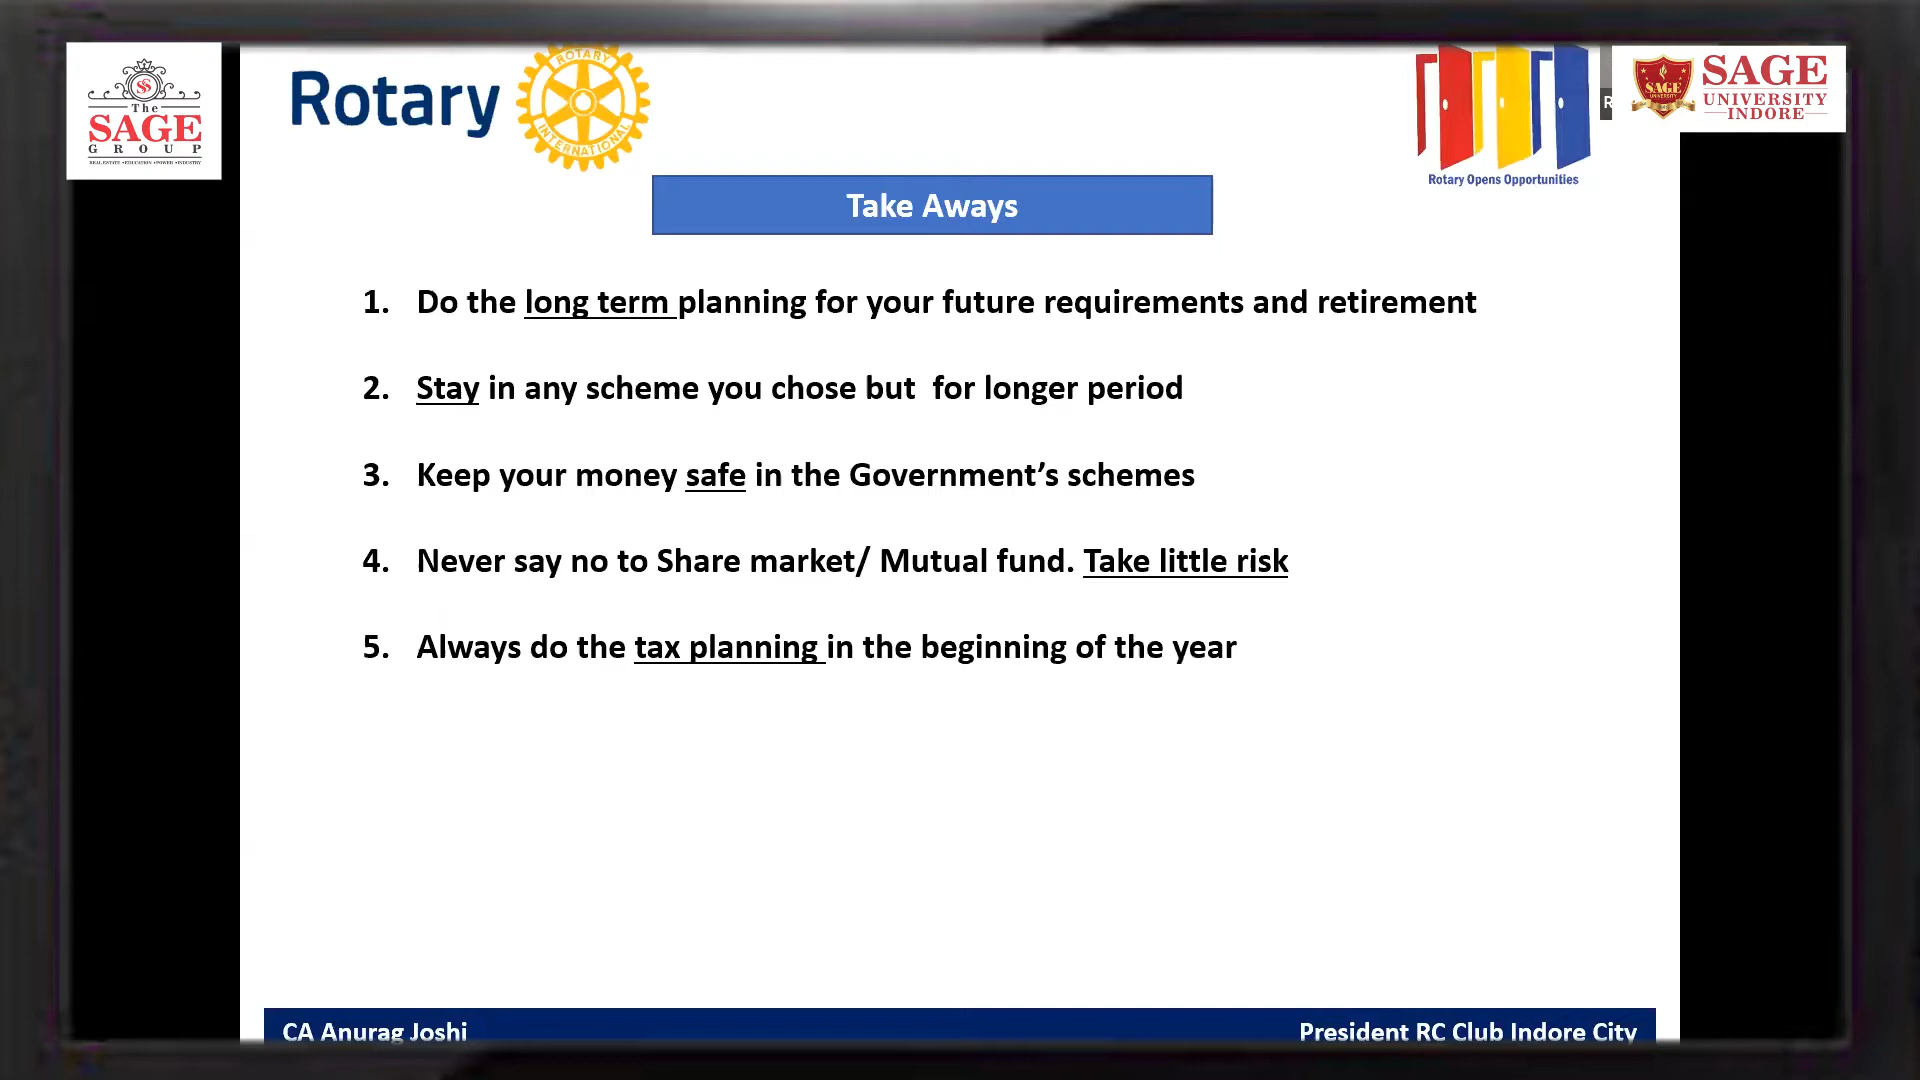 The
SAGE
GROUP
REAL ESTATE •EDUCATION •POWER •INDUSTRY
Rotary
ROTARY
INTERNATIONAL
Rotary Opens Opportunities
R
SAGE
UNIVERSITY
SAGE
UNIVERSITY
INDORE
Take Aways
1. Do the long term planning for your future requirements and retirement
2. Stay in any scheme you chose but for longer period
3. Keep your money safe in the Government’s schemes
4. Never say no to Share market/ Mutual fund. Take little risk
5. Always do the tax planning in the beginning of the year
CA Anurag Joshi
President RC Club Indore City